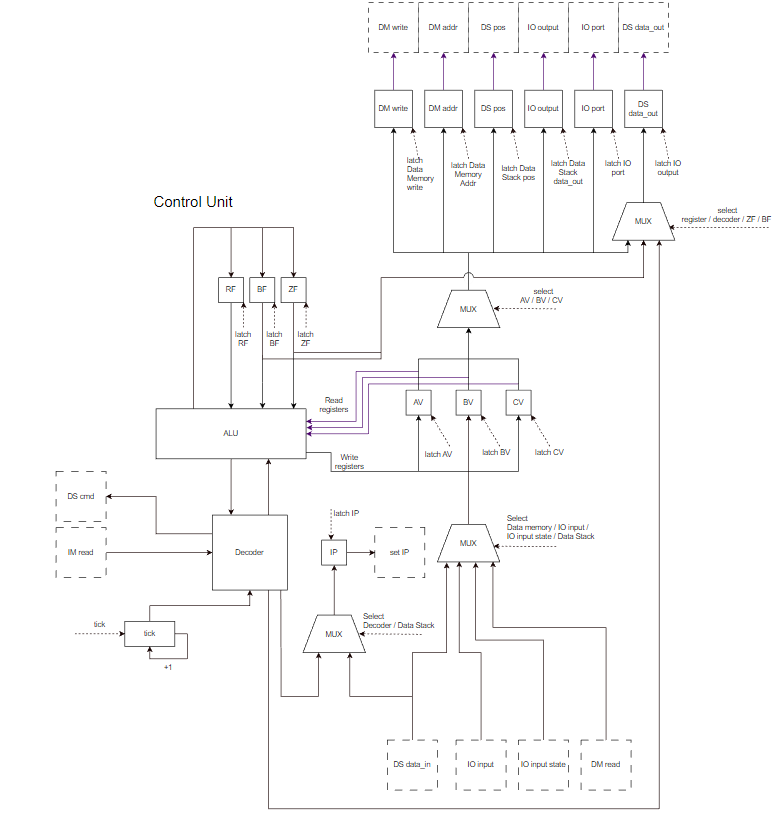 DM write
DM addr
DS pos
IO output
IO port
DS data_out
DM write
DM addr
DS pos
IO output
IO port
DS
data_out
latch
Data
Memory
write
latch Data
Memory
Addr
latch Data
Stack pos
latch Data
Stack
data_out
latch IO
port
latch IO
output
Control Unit
MUX
select
register / decoder / ZF / BF
RF
BF
ZF
latch
RF
latch
BF
latch
ZF
MUX
select
AV / BV / CV
Read
registers
AV
BV
CV
ALU
Write
registers
latch AV
latch BV
latch CV
DS cmd
IM read
Decoder
latch IP
IP
set IP
MUX
Select
Data memory / IO input /
IO input state / Data Stack
tick
tick
+1
MUX
Select
Decoder / Data Stack
DS data_in
IO input
IO input state
DM read